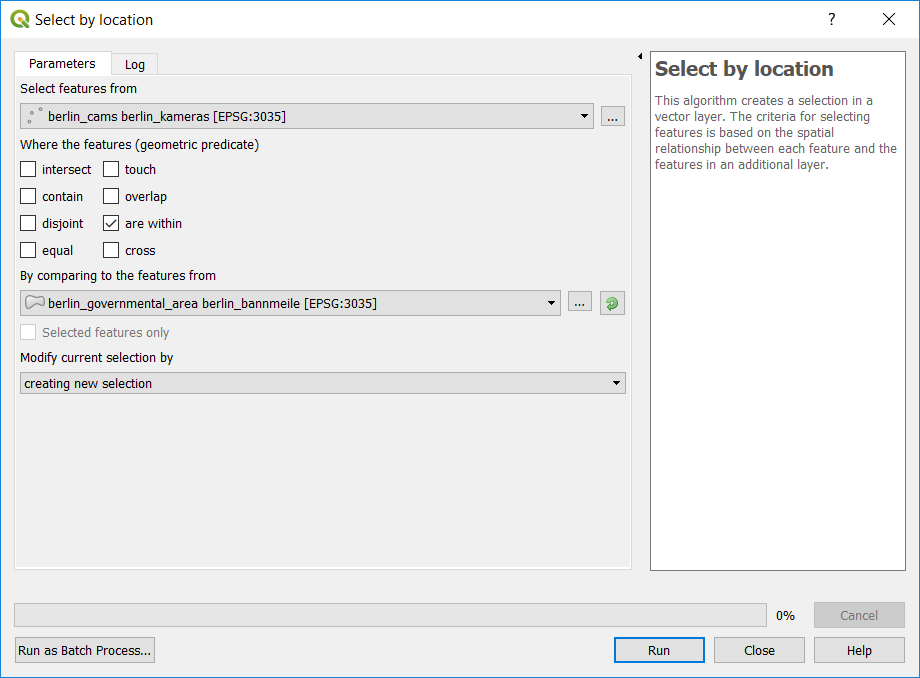 Select by location
?
Parameters
Log
Select features from
berlin_cams berlin_kameras [EPSG:3035]
...
Where the features (geometric predicate)
intersect
touch
contain
overlap
disjoint
are within
equal
cross
By comparing to the features from
berlin_governmental_area berlin_bannmeile [EPSG:3035]
...
Selected features only
Modify current selection by
creating new selection
Select by location
This algorithm creates a selection in a
vector layer. The criteria for selecting
features is based on the spatial
relationship between each feature and the
features in an additional layer.
0%
Cancel
Run as Batch Process...
Run
Close
Help